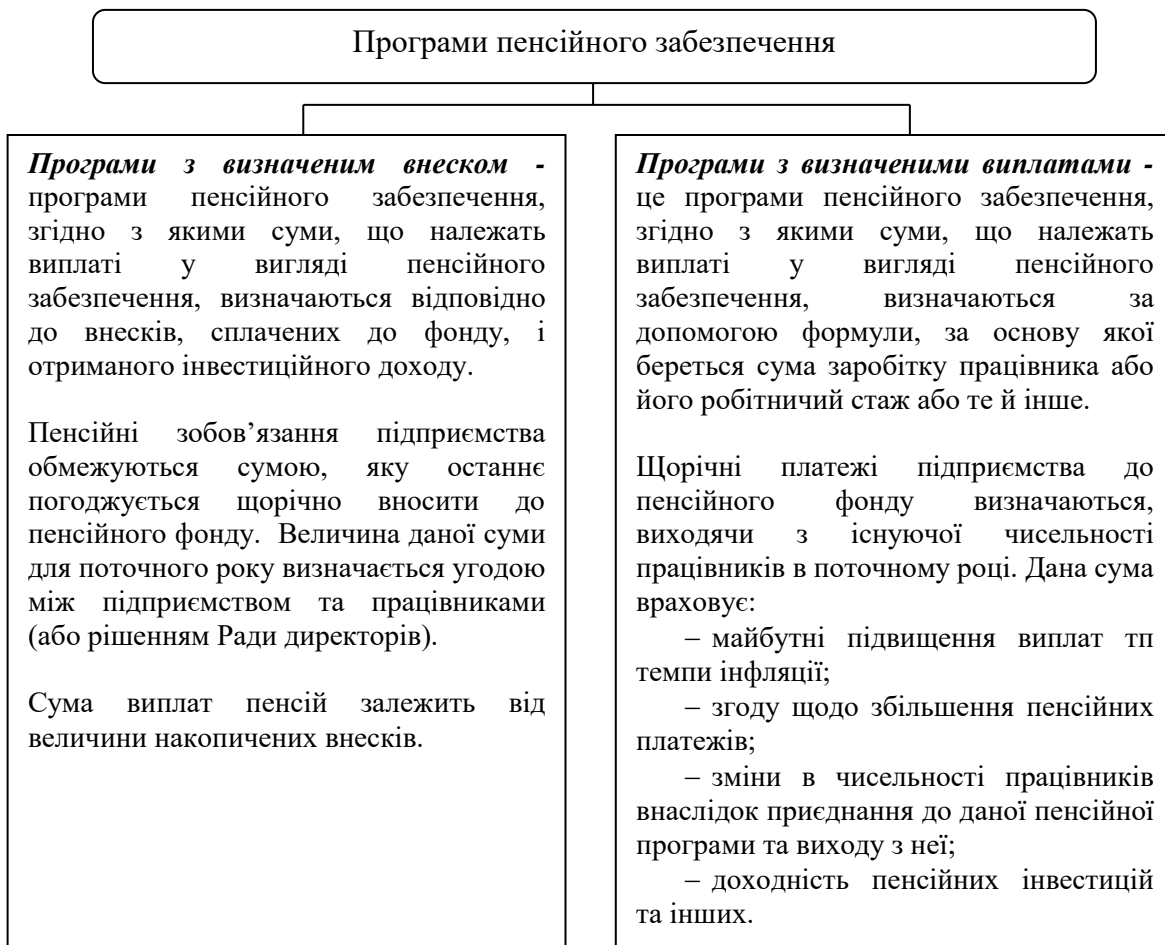 Програми пенсійного забезпечення
Програми з визначеним внеском -
програми пенсійного забезпечення,
згідно з якими суми, що належать
виплаті у вигляді пенсійного
забезпечення, визначаються відповідно
до внесків, сплачених до фонду, і
отриманого інвестиційного доходу.
Пенсійні зобов’язання підприємства
обмежуються сумою, яку останнє
погоджується щорічно вносити до
пенсійного фонду. Величина даної суми
для поточного року визначається угодою
між підприємством та працівниками
(або рішенням Ради директорів).
Сума виплат пенсій залежить від
величини накопичених внесків.
Програми з визначеними виплатами -
це програми пенсійного забезпечення,
згідно з якими суми, що належать
виплаті у вигляді пенсійного
забезпечення, визначаються за
допомогою формули, за основу якої
береться сума заробітку працівника або
його робітничий стаж або те й інше.
Щорічні платежі підприємства до
пенсійного фонду визначаються,
виходячи з існуючої чисельності
працівників в поточному році. Дана сума
враховує:
– майбутні підвищення виплат тп
темпи інфляції;
– згоду щодо збільшення пенсійних
платежів;
– зміни в чисельності працівників
внаслідок приєднання до даної пенсійної
програми та виходу з неї;
– доходність пенсійних інвестицій
та інших.